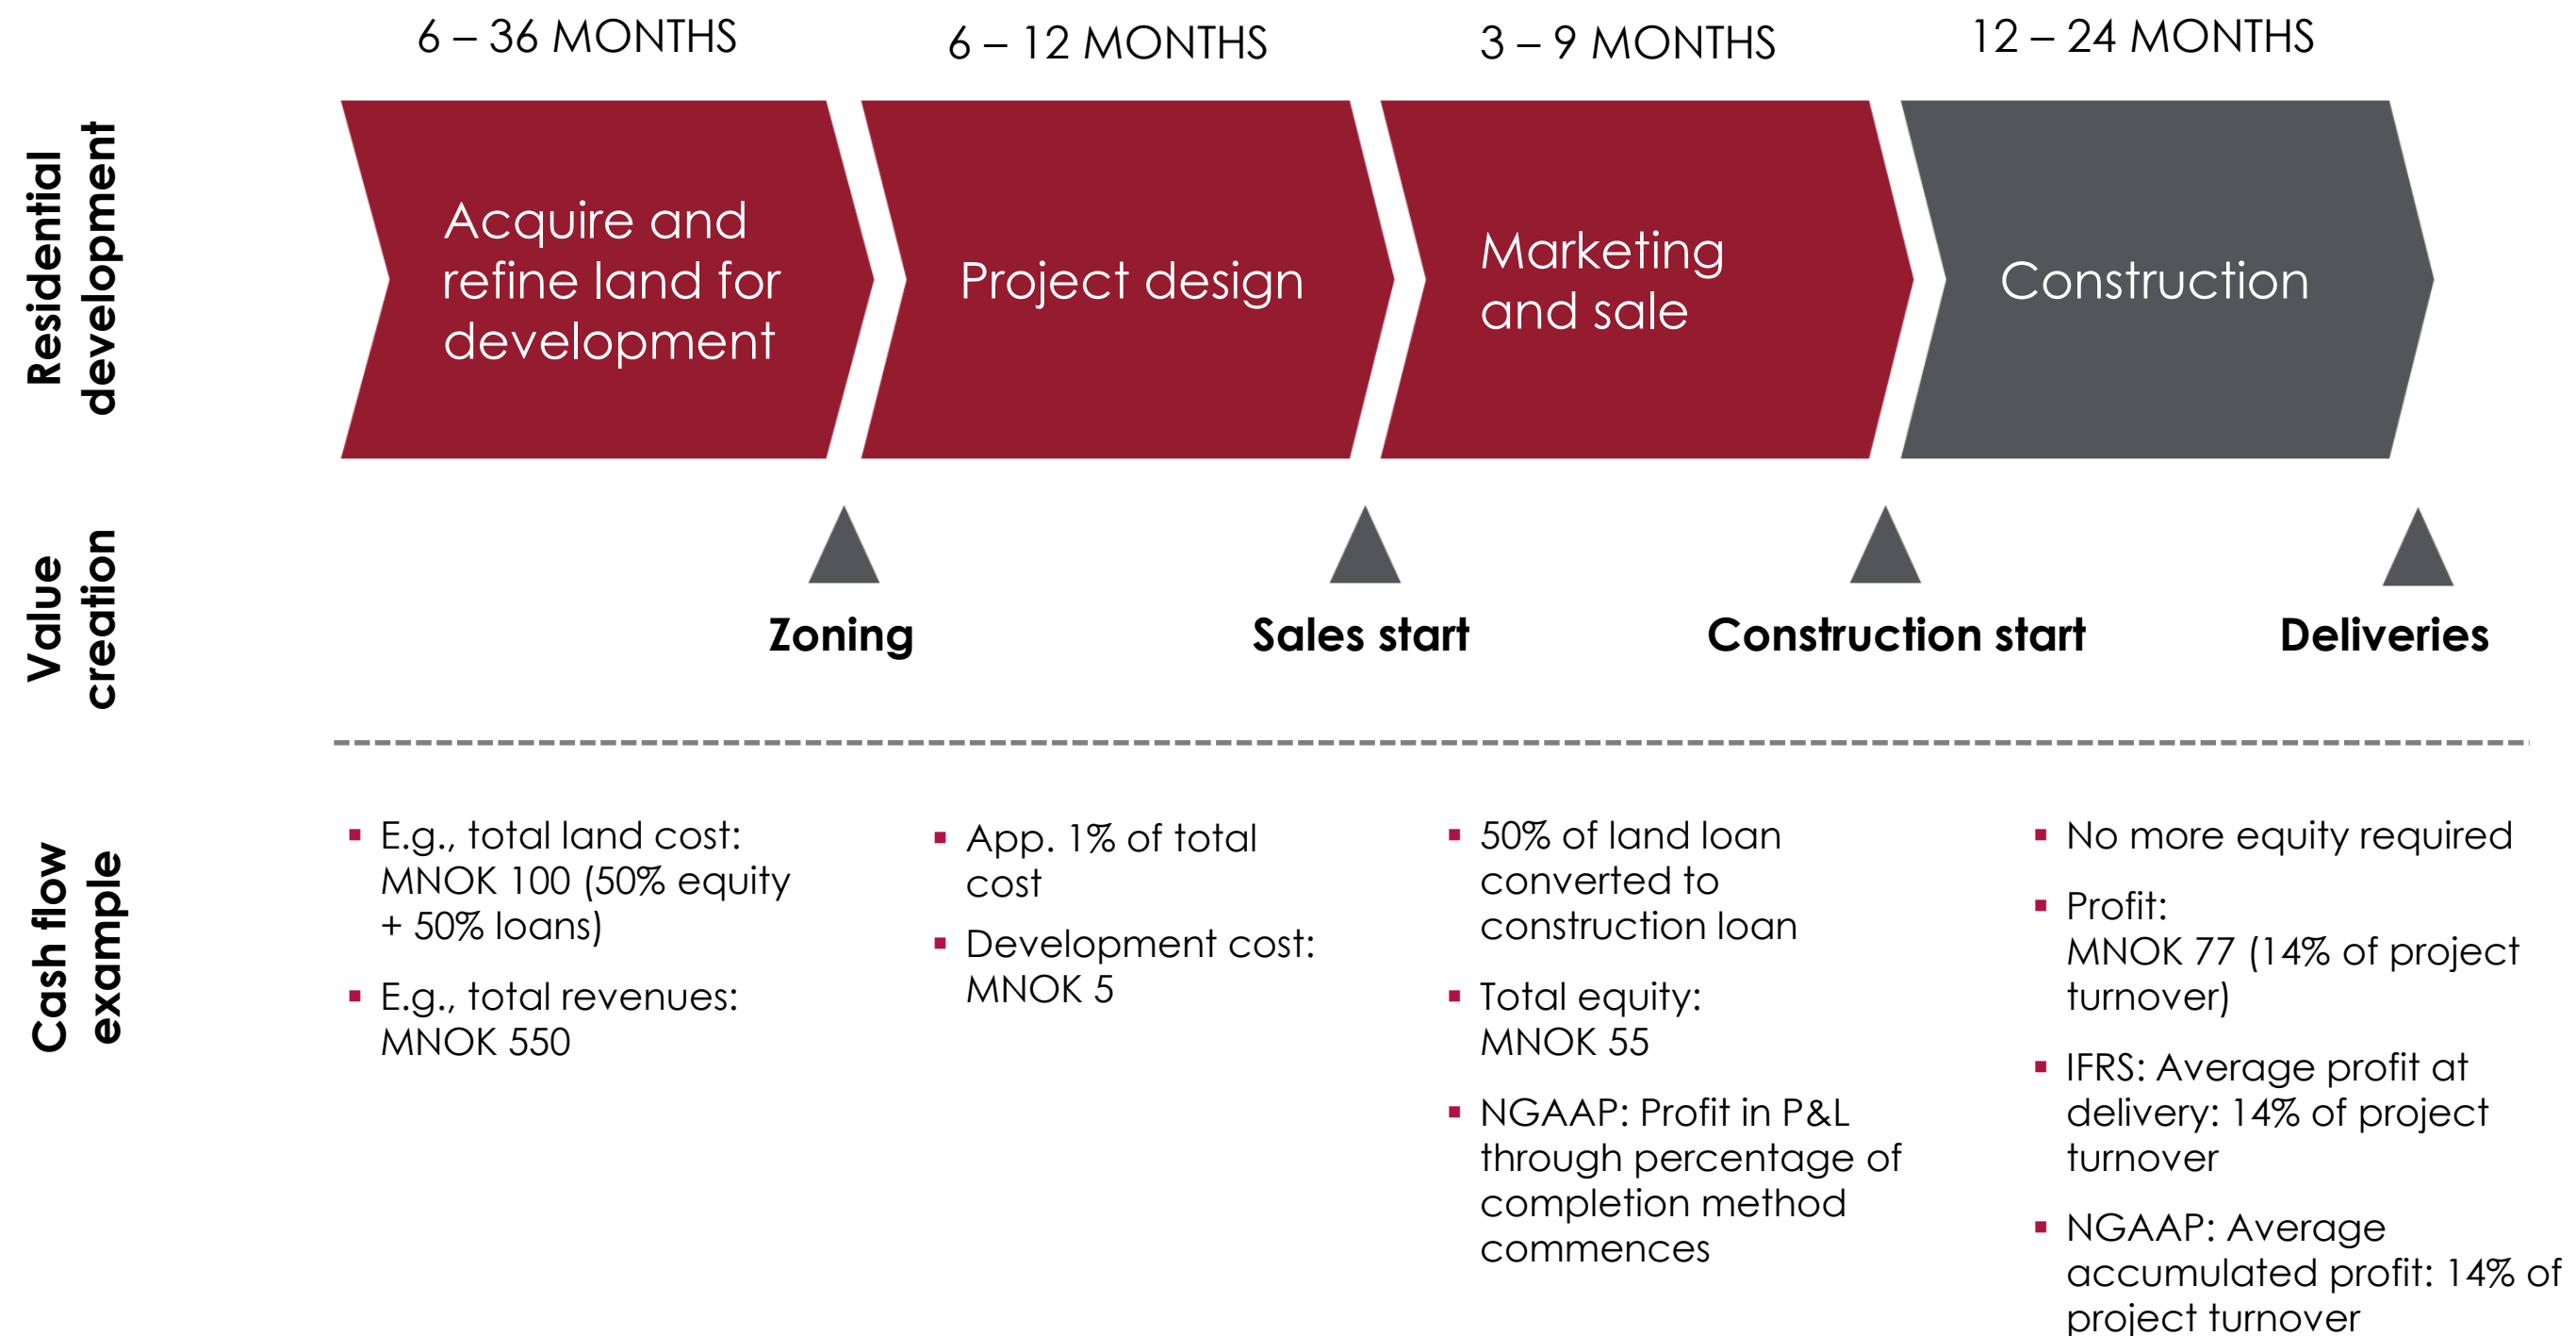 6 – 36 MONTHS
6 – 12 MONTHS
3 – 9 MONTHS
12 – 24 MONTHS
Residential
development
Acquire and
refine land for
development
Project design
Marketing
and sale
Construction
Value
creation
Zoning
Sales start
Construction start
Deliveries
Cash flow
example
▪ E.g., total land cost:
MNOK 100 (50% equity
+ 50% loans)
▪ E.g., total revenues:
MNOK 550
▪ App. 1% of total
cost
▪ Development cost:
MNOK 5
▪ 50% of land loan
converted to
construction loan
▪ Total equity:
MNOK 55
▪ NGAAP: Profit in P&L
through percentage of
completion method
commences
▪ No more equity required
▪ Profit:
MNOK 77 (14% of project
turnover)
▪ IFRS: Average profit at
delivery: 14% of project
turnover
▪ NGAAP: Average
accumulated profit: 14% of
project turnover